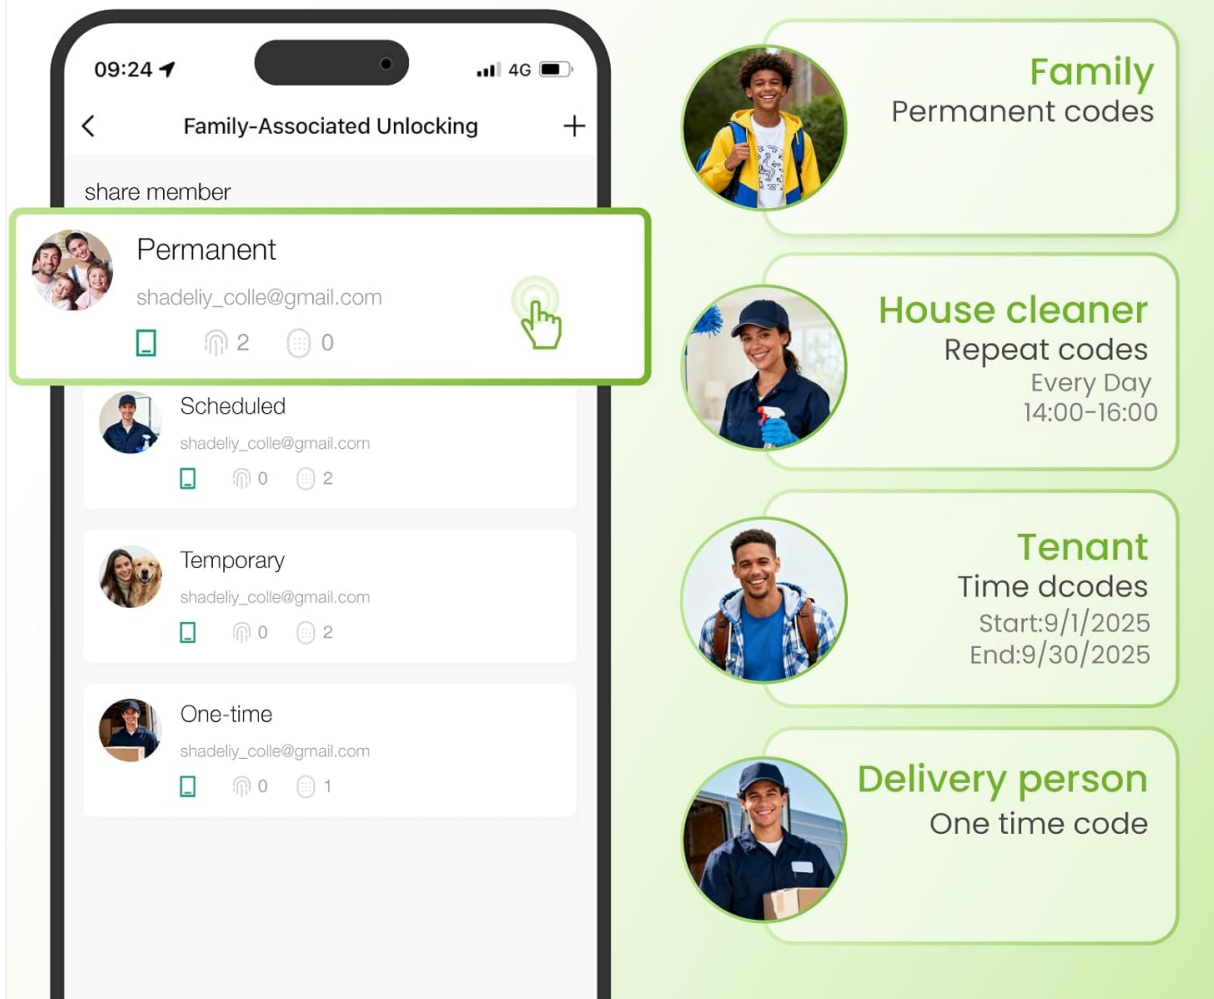 09:24
4G
Family-Associated Unlocking
share member
Permanent
shadeliy_colle@gmail.com
2 0
Scheduled
shadeliy_colle@gmail.com
0 2
Temporary
shadeliy_colle@gmail.com
0 2
One-time
shadeliy_colle@gmail.com
0 1
Family
Permanent codes
House cleaner
Repeat codes
Every Day
14:00-16:00
Tenant
Time dcodes
Start:9/1/2025
End:9/30/2025
Delivery person
One time code